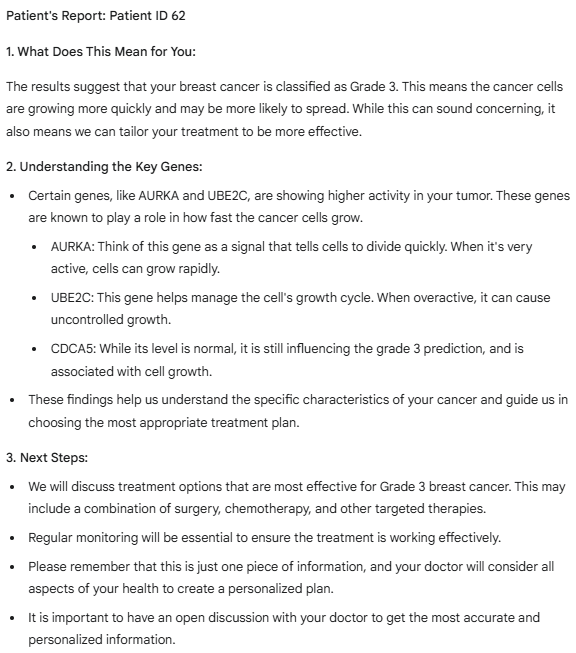 Patient's Report: Patient ID 62
1. What Does This Mean for You:
The results suggest that your breast cancer is classified as Grade 3. This means the cancer cells
are growing more quickly and may be more likely to spread. While this can sound concerning, it
also means we can tailor your treatment to be more effective.
2. Understanding the Key Genes:
• Certain genes, like AURKA and UBE2C, are showing higher activity in your tumor. These genes
are known to play a role in how fast the cancer cells grow.
• AURKA: Think of this gene as a signal that tells cells to divide quickly. When it's very
active, cells can grow rapidly.
• UBE2C: This gene helps manage the cell's growth cycle. When overactive, it can cause
uncontrolled growth.
• CDCA5: While its level is normal, it is still influencing the grade 3 prediction, and is
associated with cell growth.
• These findings help us understand the specific characteristics of your cancer and guide us in
choosing the most appropriate treatment plan.
3. Next Steps:
• We will discuss treatment options that are most effective for Grade 3 breast cancer. This may
include a combination of surgery, chemotherapy, and other targeted therapies.
• Regular monitoring will be essential to ensure the treatment is working effectively.
• Please remember that this is just one piece of information, and your doctor will consider all
aspects of your health to create a personalized plan.
• It is important to have an open discussion with your doctor to get the most accurate and
personalized information.